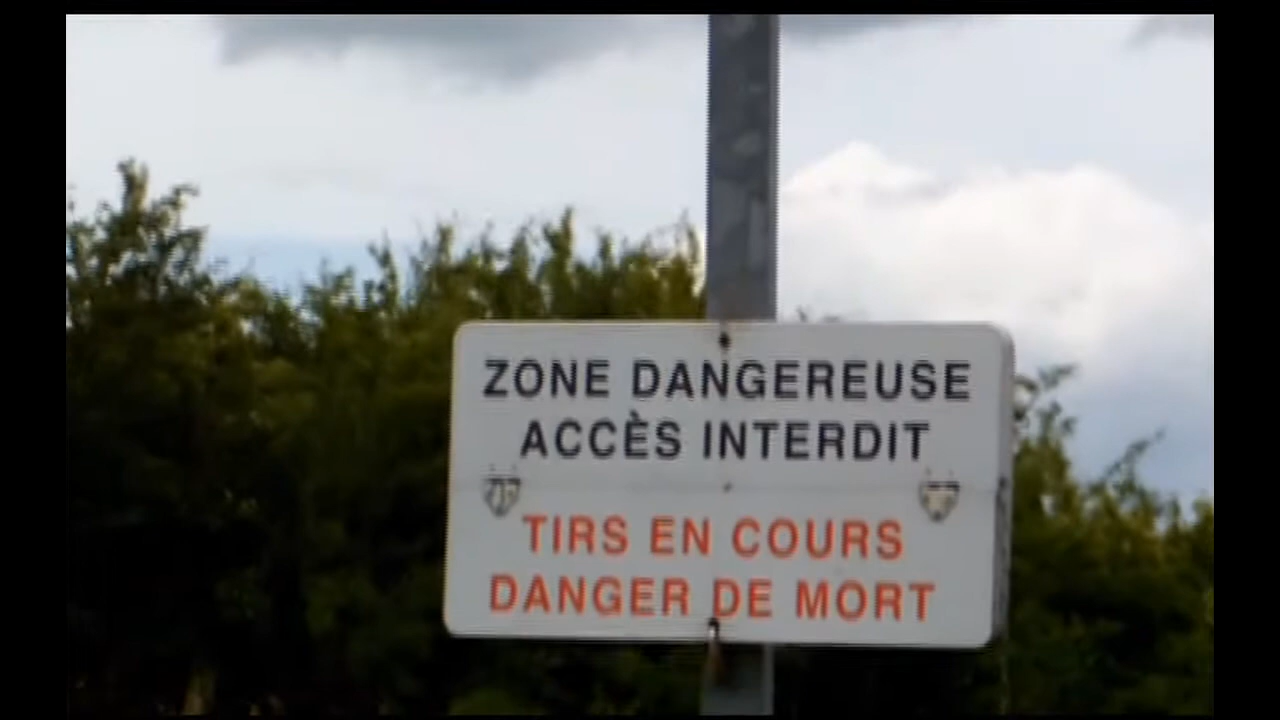 ZONE DANGEREUSE
ACCÈS INTERDIT
TIRS EN COURS
DANGER DE MORT